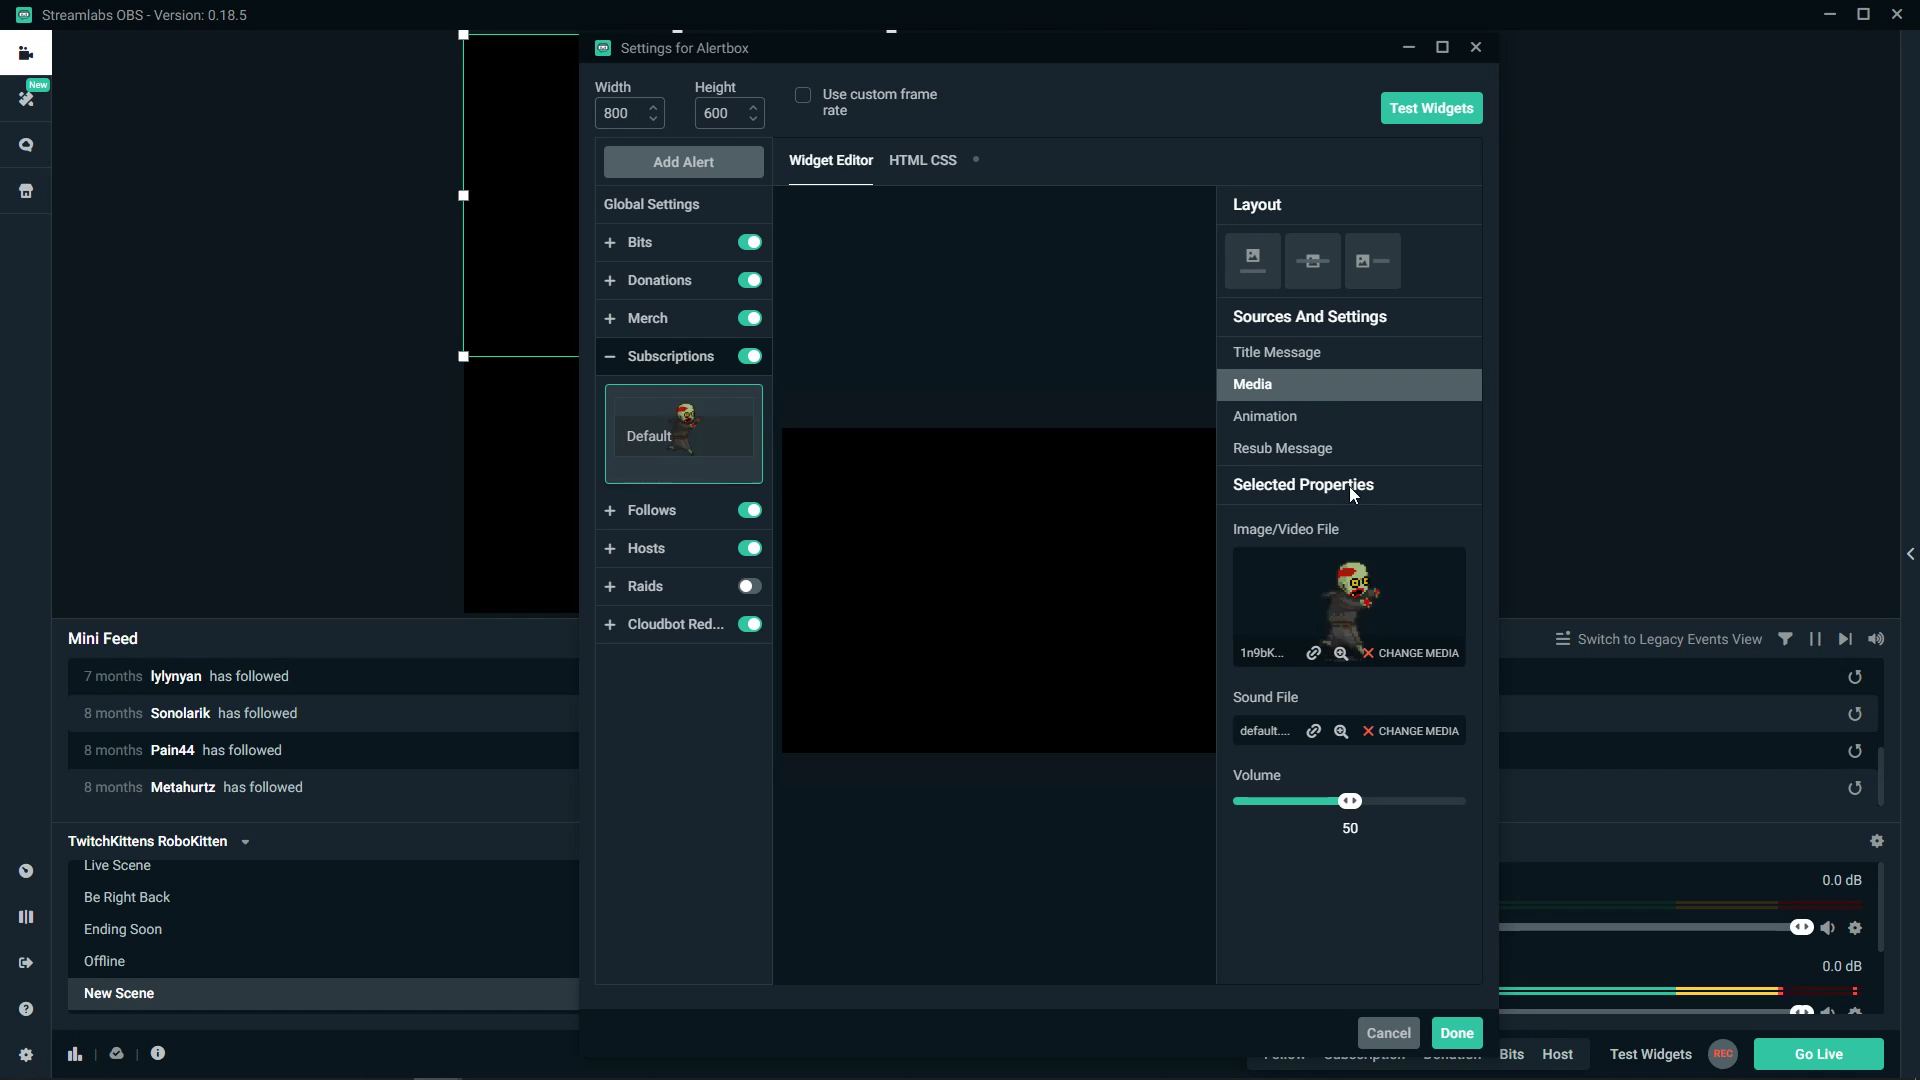 Streamlabs OBS - Version: 0.18.5
New
Settings for Alertbox
Width
Height
800
600
Use custom frame
rate
Test Widgets
Add Alert
Widget Editor
HTML CSS
Global Settings
Bits
Donations
Merch
Subscriptions
Default
Follows
Hosts
Raids
Cloudbot Red...
Layout
Sources And Settings
Title Message
Media
Animation
Resub Message
Selected Properties
Image/Video File
1n9bK...
CHANGE MEDIA
Sound File
default....
CHANGE MEDIA
Volume
50
Cancel
Done
Mini Feed
Switch to Legacy Events View
7 months lylynyan has followed
8 months Sonolarik has followed
8 months Pain44 has followed
8 months Metahurtz has followed
TwitchKittens RoboKitten
Live Scene
Be Right Back
Ending Soon
Offline
New Scene
0.0 dB
0.0 dB
Follow Subscription Donation Bits Host
Test Widgets
REC
Go Live